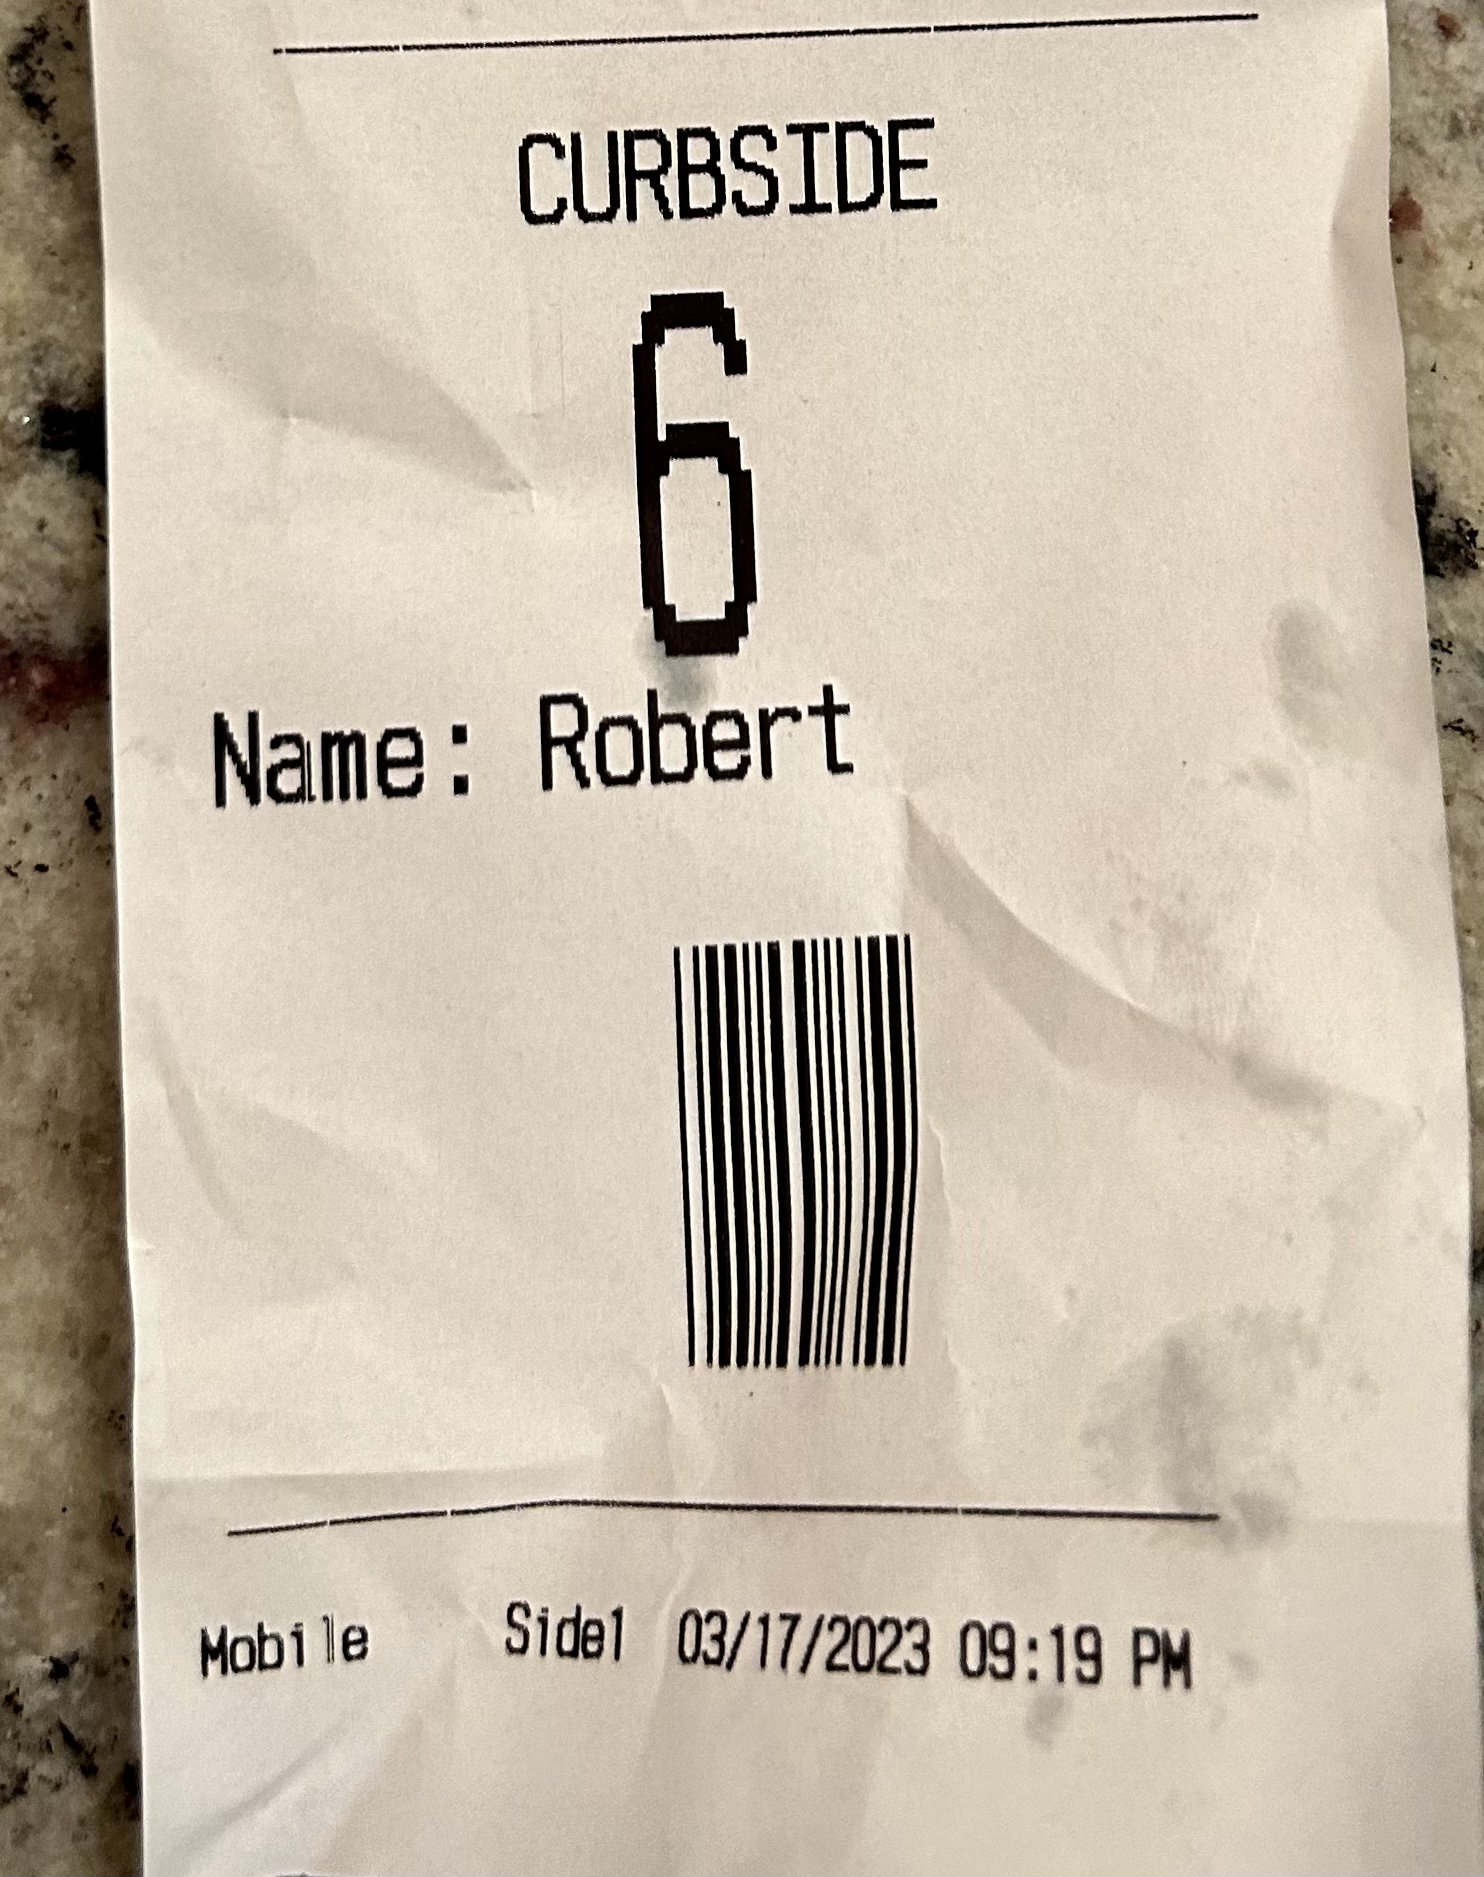 CURBSIDE
6
Name: Robert
Mobile Side1 03/17/2023 09:19 PM